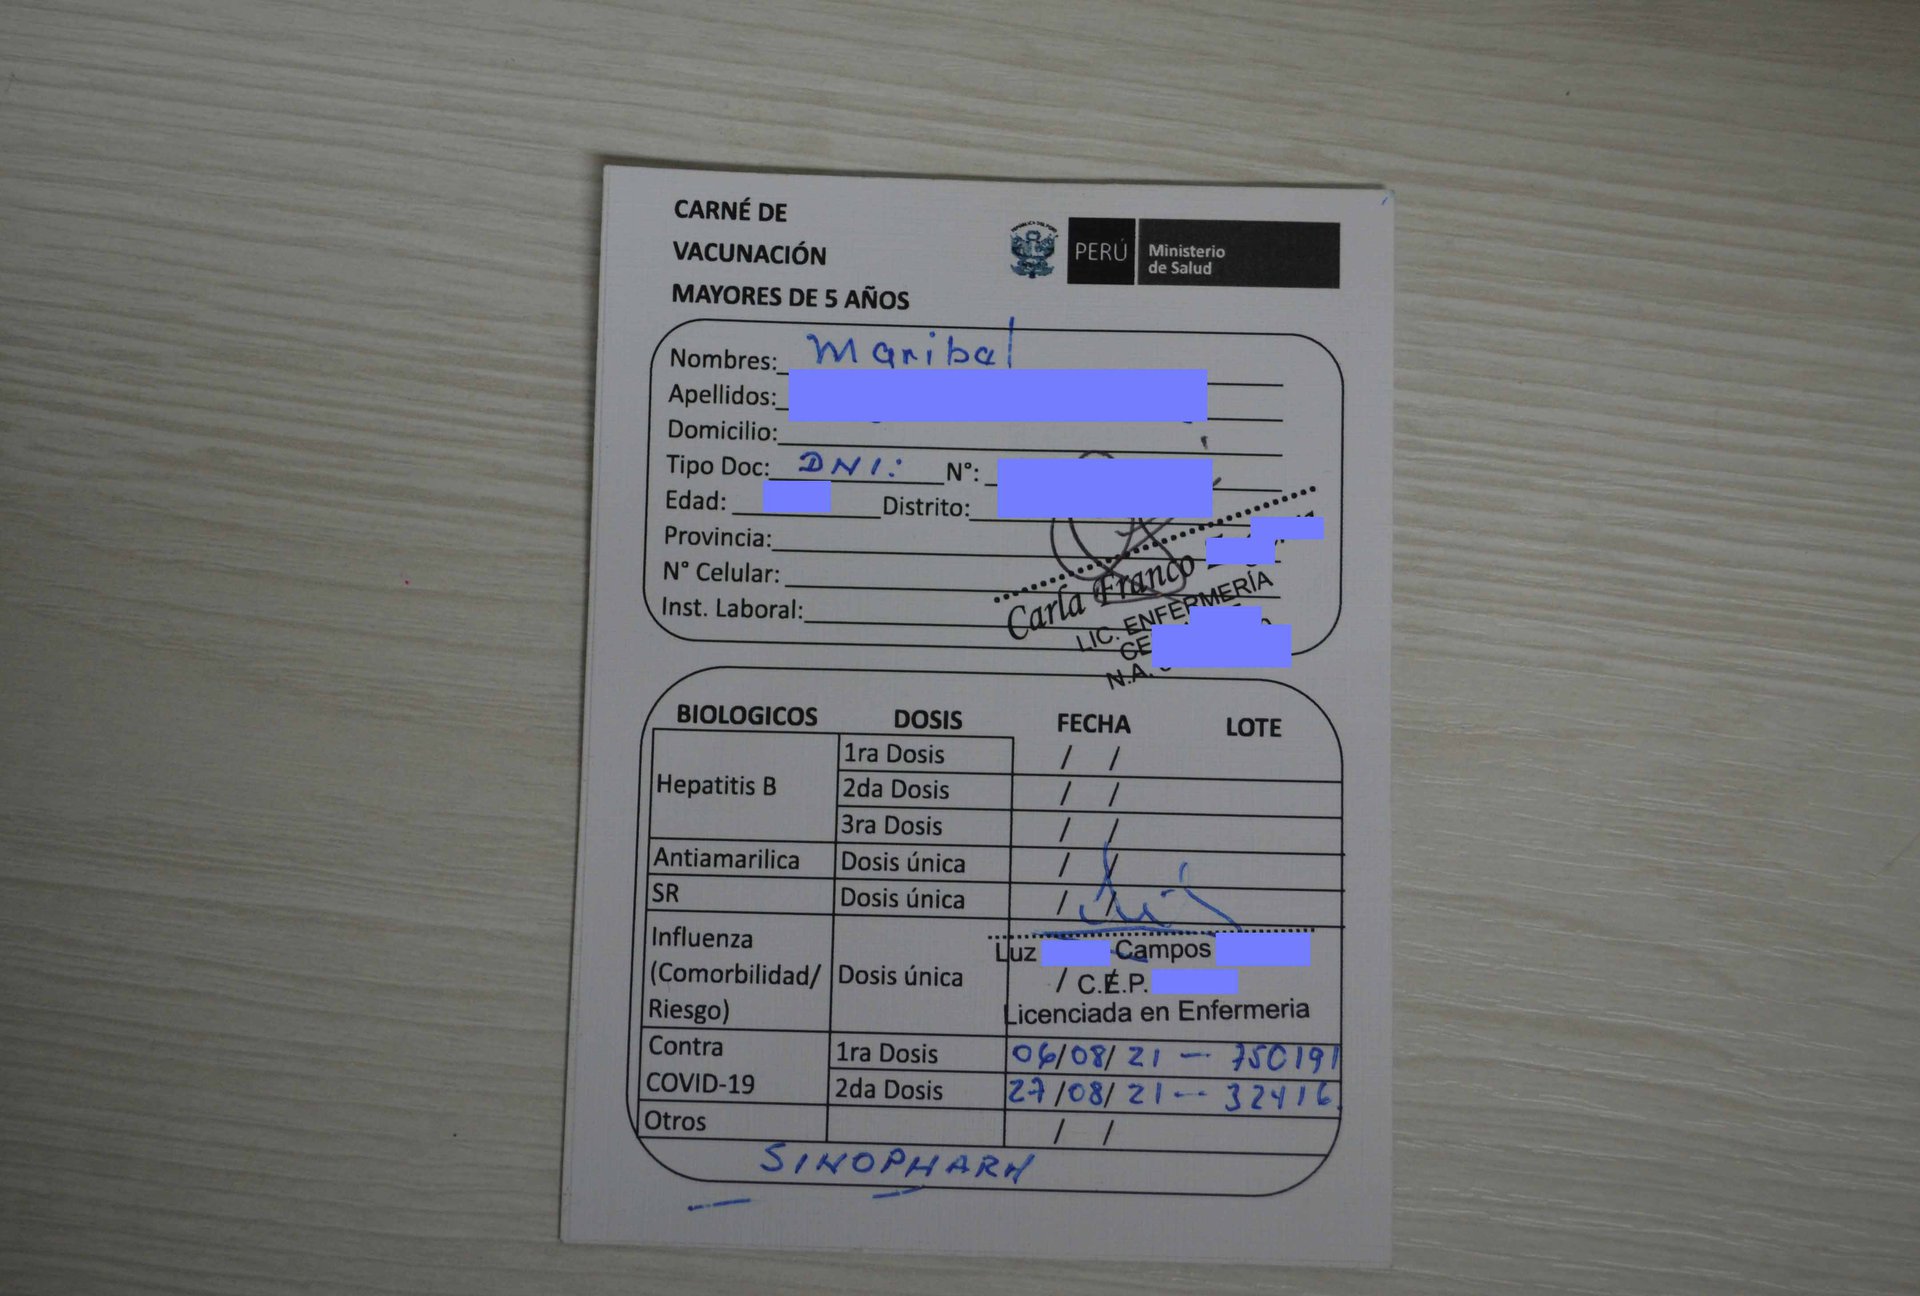 CARNÉ DE
VACUNACIÓN
MAYORES DE 5 AÑOS
PERÚ Ministerio de Salud
Nombres: Maribal
Apellidos:
Domicilio:
Tipo Doc: DNI: N°:
Edad: Distrito:
Provincia:
N° Celular:
Inst. Laboral:
Carla Franco
LIC. ENFERMERÍA
CE
N.A.
BIOLOGICOS DOSIS FECHA LOTE
Hepatitis B 1ra Dosis / /
2da Dosis / /
3ra Dosis / /
Antiamarilica Dosis única / /
SR Dosis única / /
Influenza (Comorbilidad/ Riesgo) Dosis única / /
Luz Campos
C.E.P.
Licenciada en Enfermeria
Contra COVID-19 1ra Dosis 06/08/21 -- 750191
2da Dosis 27/08/21 --- 32416.
Otros / /
SINOPHARM